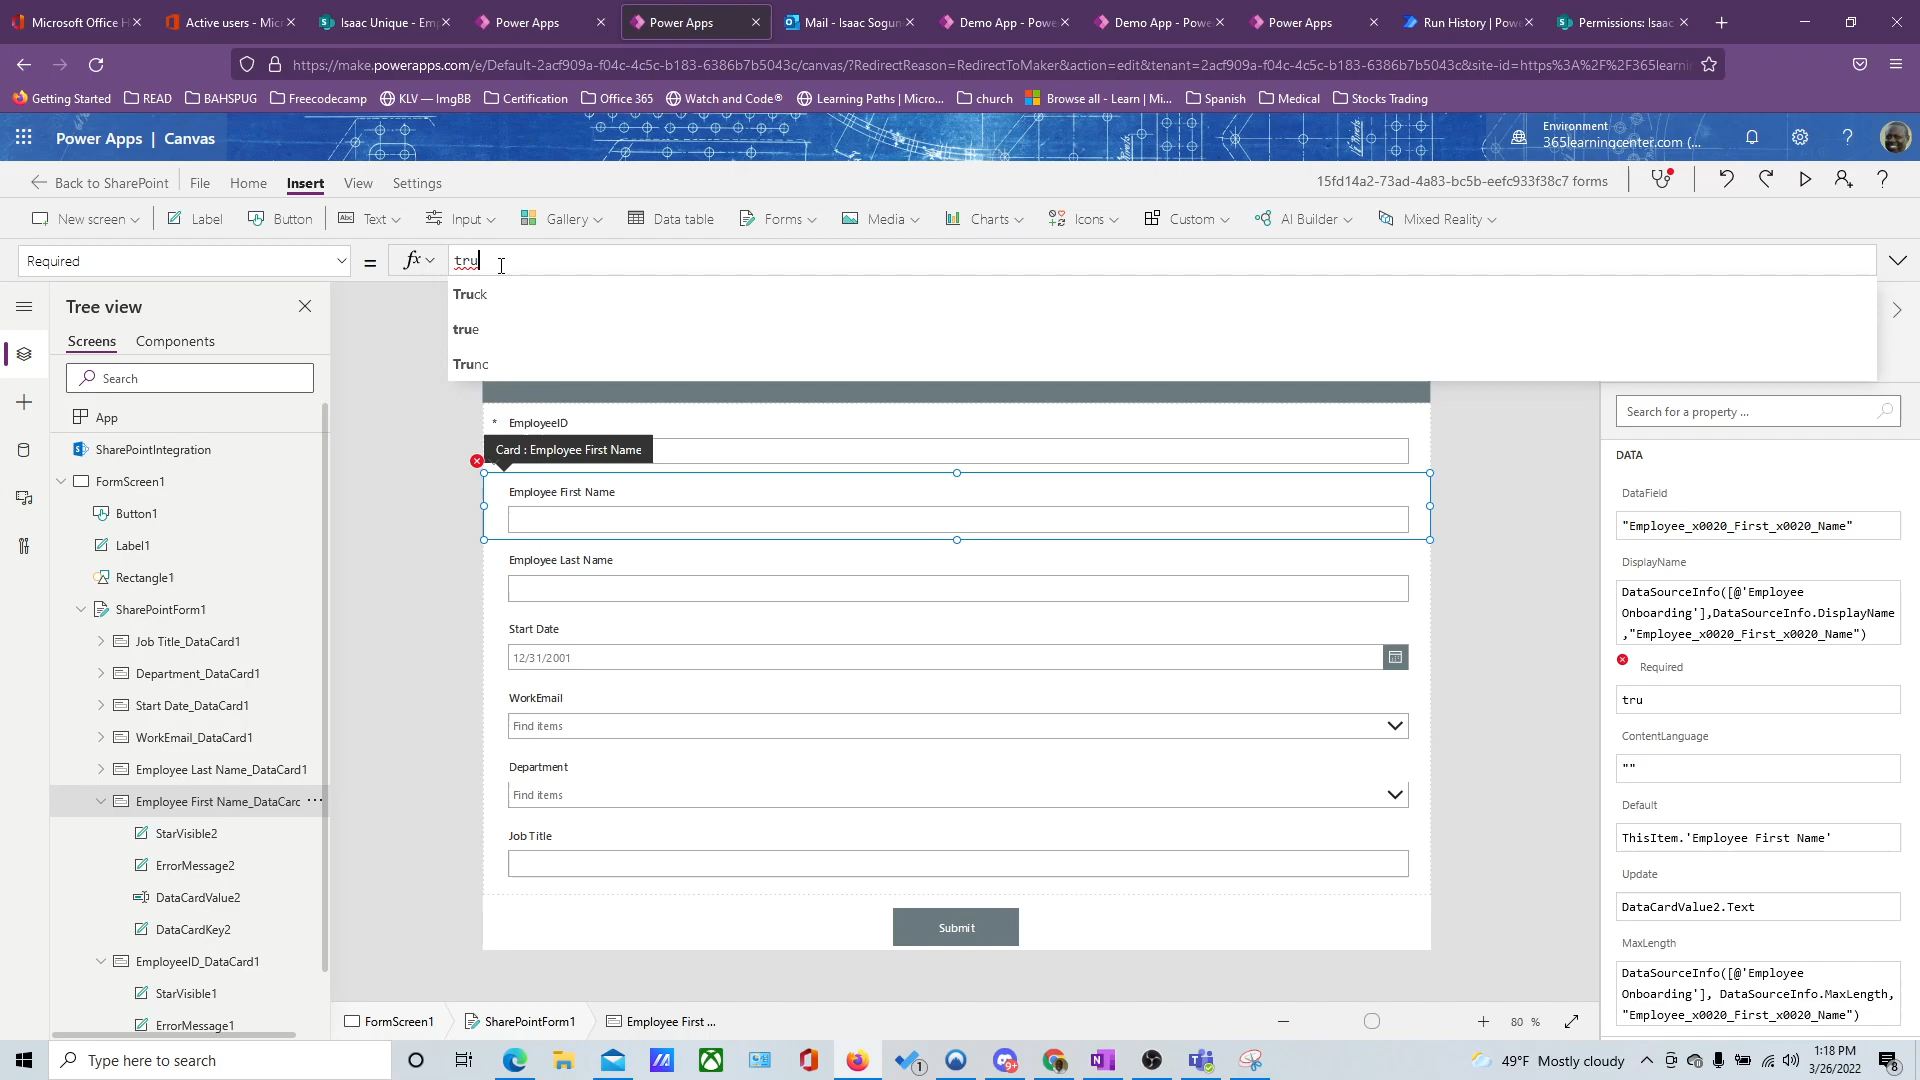 Microsoft Office H
Active users - Micr
Isaac Unique - Emp
Power Apps
Power Apps
Mail - Isaac Sogun
Demo App - Powe
Demo App - Powe
Power Apps
Run History | Powe
Permissions: Isaac
https://make.powerapps.com/e/Default-2acf909a-f04c-4c5c-b183-6386b7b5043c/canvas/?RedirectReason=RedirectToMaker&action=edit&tenant=2acf909a-f04c-4c5c-b183-6386b7b5043c&site-id=https%3A%2F%2F365learni
Getting Started
READ
BAHSPUG
Freecodecamp
KLV — ImgBB
Certification
Office 365
Watch and Code®
Learning Paths | Micro...
church
Browse all - Learn | Mi...
Spanish
Medical
Stocks Trading
Power Apps | Canvas
Environment
365learningcenter.com (...
Back to SharePoint
File
Home
Insert
View
Settings
15fd14a2-73ad-4a83-bc5b-eefc933f38c7 forms
New screen
Label
Button
Text
Input
Gallery
Data table
Forms
Media
Charts
Icons
Custom
AI Builder
Mixed Reality
Required
=
fx
tru
Truck
true
Trunc
Tree view
Screens
Components
Search
App
SharePointIntegration
FormScreen1
Button1
Label1
Rectangle1
SharePointForm1
Job Title_DataCard1
Department_DataCard1
Start Date_DataCard1
WorkEmail_DataCard1
Employee Last Name_DataCard1
Employee First Name_DataCard ...
StarVisible2
ErrorMessage2
DataCardValue2
DataCardKey2
EmployeeID_DataCard1
StarVisible1
ErrorMessage1
* EmployeeID
Card : Employee First Name
Employee First Name
Employee Last Name
Start Date
12/31/2001
WorkEmail
Find items
Department
Find items
Job Title
Submit
Search for a property ...
DATA
DataField
"Employee_x0020_First_x0020_Name"
DisplayName
DataSourceInfo([@'Employee
Onboarding'],DataSourceInfo.DisplayName
,"Employee_x0020_First_x0020_Name")
Required
tru
ContentLanguage
""
Default
ThisItem.'Employee First Name'
Update
DataCardValue2.Text
MaxLength
DataSourceInfo([@'Employee
Onboarding'], DataSourceInfo.MaxLength,
"Employee_x0020_First_x0020_Name")
FormScreen1
SharePointForm1
Employee First ...
80 %
Type here to search
1
9+
49°F Mostly cloudy
1:18 PM
3/26/2022
8